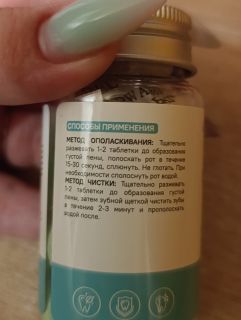 СПОСОБЫ ПРИМЕНЕНИЯ
МЕТОД ОПОЛАСКИВАНИЯ: Тщательно
разжевать 1-2 таблетки до образования
густой пены, полоскать рот в течение
15-30 секунд, сплюнуть. Не глотать. При
необходимости сполоснуть рот водой.
МЕТОД ЧИСТКИ: Тщательно разжевать
1-2 таблетки до образования густой
пены, затем зубной щеткой чистить зубы
в течение 2-3 минут и прополоскать
водой после.